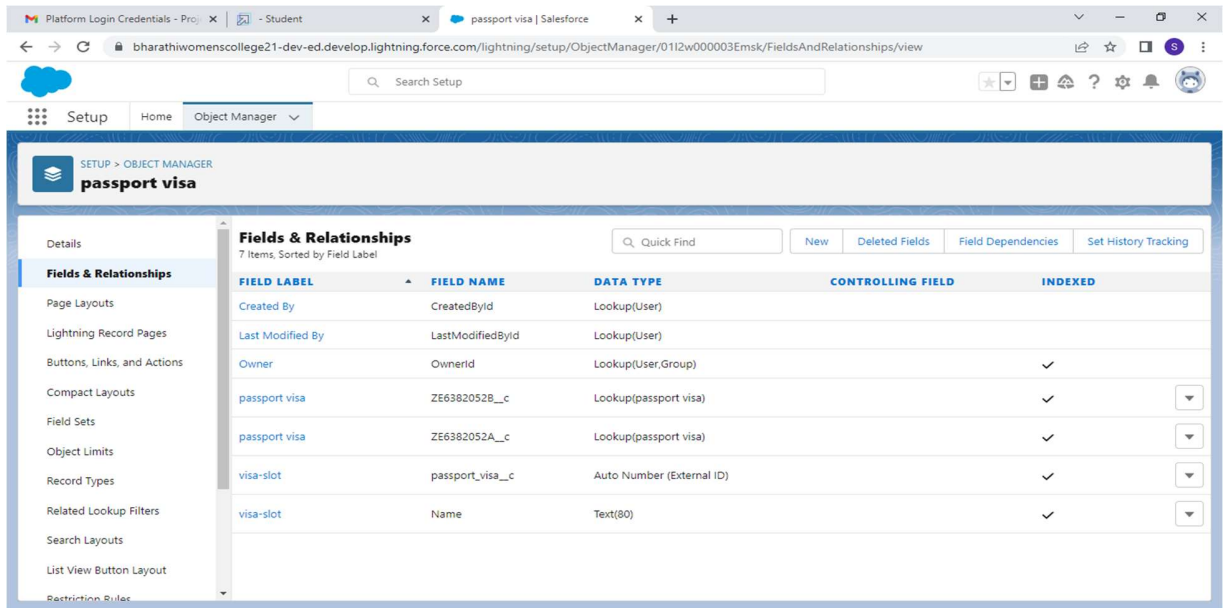 Platform Login Credentials - Proj
- Student
passport visa | Salesforce
bharathiwomenscollege21-dev-ed.develop.lightning.force.com/lightning/setup/ObjectManager/01I2w000003Emsk/FieldsAndRelationships/view
S
Search Setup
Setup
Home
Object Manager
SETUP > OBJECT MANAGER
passport visa
Details
Fields & Relationships
Page Layouts
Lightning Record Pages
Buttons, Links, and Actions
Compact Layouts
Field Sets
Object Limits
Record Types
Related Lookup Filters
Search Layouts
List View Button Layout
Restriction Rules
Fields & Relationships
7 Items, Sorted by Field Label
Quick Find
New
Deleted Fields
Field Dependencies
Set History Tracking
FIELD LABEL FIELD NAME DATA TYPE CONTROLLING FIELD INDEXED
Created By CreatedById Lookup(User)
Last Modified By LastModifiedById Lookup(User)
Owner OwnerId Lookup(User,Group)
passport visa ZE6382052B__c Lookup(passport visa)
passport visa ZE6382052A__c Lookup(passport visa)
visa-slot passport_visa__c Auto Number (External ID)
visa-slot Name Text(80)